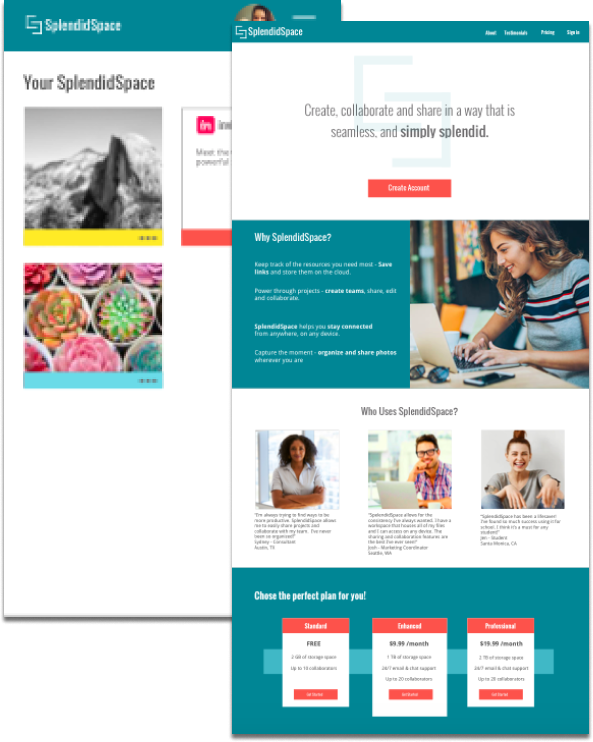 SplendidSpace
Your SplendidSpace
Meet the
powerful
SplendidSpace
About Testimonials Pricing Sign In
Create, collaborate and share in a way that is
seamless, and simply splendid.
Create Account
Why SplendidSpace?
Keep track of the resources you need most - Save
links and store them on the cloud.
Power through projects - create teams, share, edit
and collaborate.
SplendidSpace helps you stay connected
from anywhere, on any device.
Capture the moment - organize and share photos
wherever you are
Who Uses SplendidSpace?
"I'm always trying to find ways to be
more productive. SplendidSpace allows
me to easily share projects and
collaborate with my team. I've never
been so organized!"
Sydney - Consultant
Austin, TX
"SplendidSpace allows for the
consistency I've always wanted. I have a
workspace that houses all of my files
and I can access on any device. The
sharing and collaboration features are
the best I've ever seen!"
Josh - Marketing Coordinator
Seattle, WA
"SplendidSpace has been a lifesaver!
I've found so much success using it for
school. I think it's a must for any
student!"
Jen - Student
Santa Monica, CA
Chose the perfect plan for you!
Standard
FREE
2 GB of storage space
Up to 10 collaborators
Enhanced
$9.99 /month
1 TB of storage space
24/7 email & chat support
Up to 20 collaborators
Professional
$19.99 /month
2 TB of storage space
24/7 email & chat support
Up to 20 collaborators